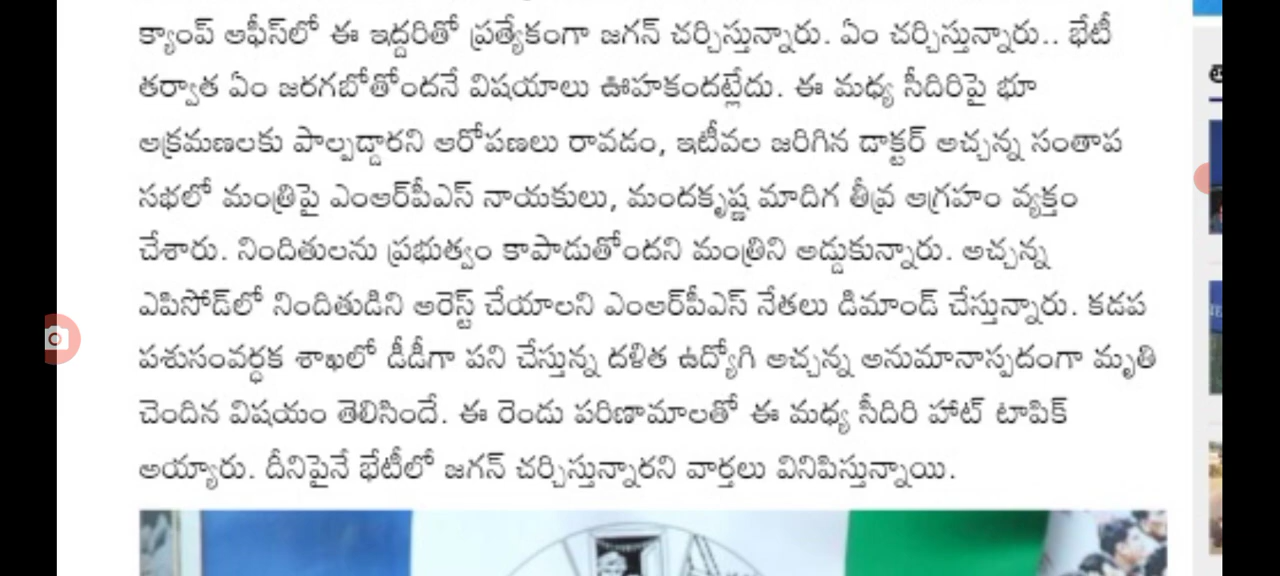 క్యాంప్ ఆఫీస్‌లో ఈ ఇద్దరితో ప్రత్యేకంగా జగన్ చర్చిస్తున్నారు. ఏం చర్చిస్తున్నారు.. భేటీ
తర్వాత ఏం జరగబోతోందనే విషయాలు ఊహకందట్లేదు. ఈ మధ్య సీదిరిపై భూ
ఆక్రమణలకు పాల్పడ్డారని ఆరోపణలు రావడం, ఇటీవల జరిగిన డాక్టర్ అచ్చన్న సంతాప
సభలో మంత్రిపై ఎంఆర్‌పీఎస్ నాయకులు, మందకృష్ణ మాదిగ తీవ్ర ఆగ్రహం వ్యక్తం
చేశారు. నిందితులను ప్రభుత్వం కాపాడుతోందని మంత్రిని అడ్డుకున్నారు. అచ్చన్న
ఎపిసోడ్‌లో నిందితుడిని అరెస్ట్ చేయాలని ఎంఆర్‌పీఎస్ నేతలు డిమాండ్ చేస్తున్నారు. కడప
పశుసంవర్ధక శాఖలో డీడీగా పని చేస్తున్న దళిత ఉద్యోగి అచ్చన్న అనుమానాస్పదంగా మృతి
చెందిన విషయం తెలిసిందే. ఈ రెండు పరిణామాలతో ఈ మధ్య సీదిరి హాట్ టాపిక్
అయ్యారు. దీనిపైనే భేటీలో జగన్ చర్చిస్తున్నారని వార్తలు వినిపిస్తున్నాయి.